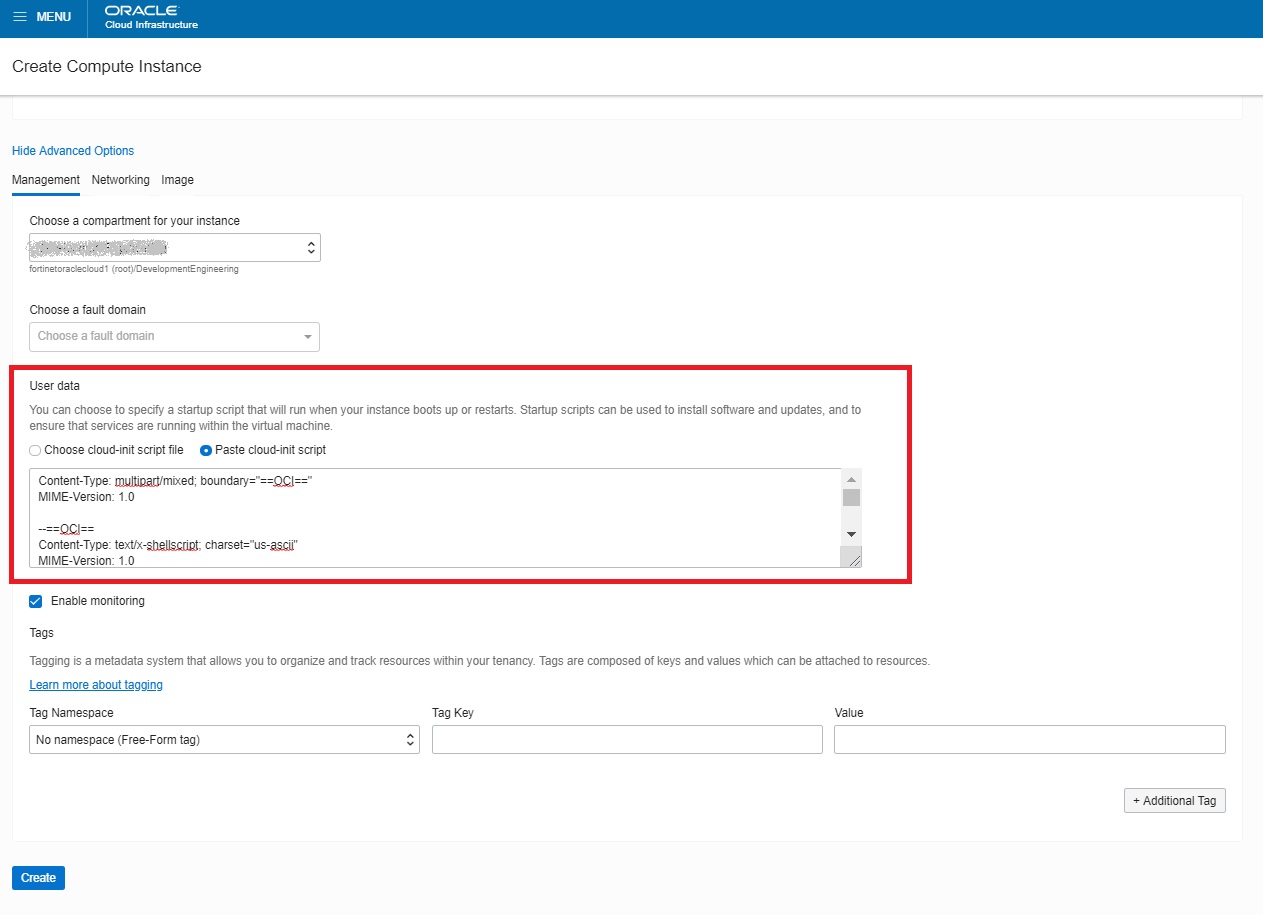 MENU
ORACLE
Cloud Infrastructure
Create Compute Instance
Hide Advanced Options
Management Networking Image
Choose a compartment for your instance
fortinetoraclecloud1 (root)/DevelopmentEngineering
Choose a fault domain
Choose a fault domain
User data
You can choose to specify a startup script that will run when your instance boots up or restarts. Startup scripts can be used to install software and updates, and to
ensure that services are running within the virtual machine.
Choose cloud-init script file Paste cloud-init script
Content-Type: multipart/mixed; boundary="==OCI=="
MIME-Version: 1.0
--==OCI==
Content-Type: text/x-shellscript; charset="us-ascii"
MIME-Version: 1.0
Enable monitoring
Tags
Tagging is a metadata system that allows you to organize and track resources within your tenancy. Tags are composed of keys and values which can be attached to resources.
Learn more about tagging
Tag Namespace Tag Key Value
No namespace (Free-Form tag)
+ Additional Tag
Create